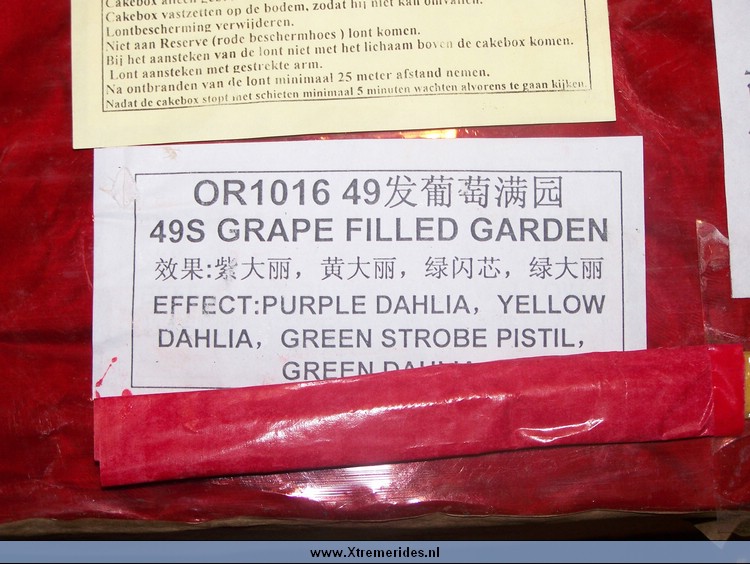 Cakebox vastzetten op de bodem, zodat hij niet kan omvallen.
Lontbescherming verwijderen.
Niet aan Reserve (rode beschermhoes ) lont komen.
Bij het aansteken van de lont niet met het lichaam boven de cakebox komen.
Lont aansteken met gestrekte arm.
Na ontbranden van de lont minimaal 25 meter afstand nemen.
Nadat de cakebox stopt met schieten minimaal 5 minuten wachten alvorens te gaan kijken.
OR1016 49发葡萄满园
49S GRAPE FILLED GARDEN
效果:紫大丽，黄大丽，绿闪芯，绿大丽
EFFECT:PURPLE DAHLIA，YELLOW
DAHLIA，GREEN STROBE PISTIL，
GREEN DAHLIA
www.Xtremerides.nl